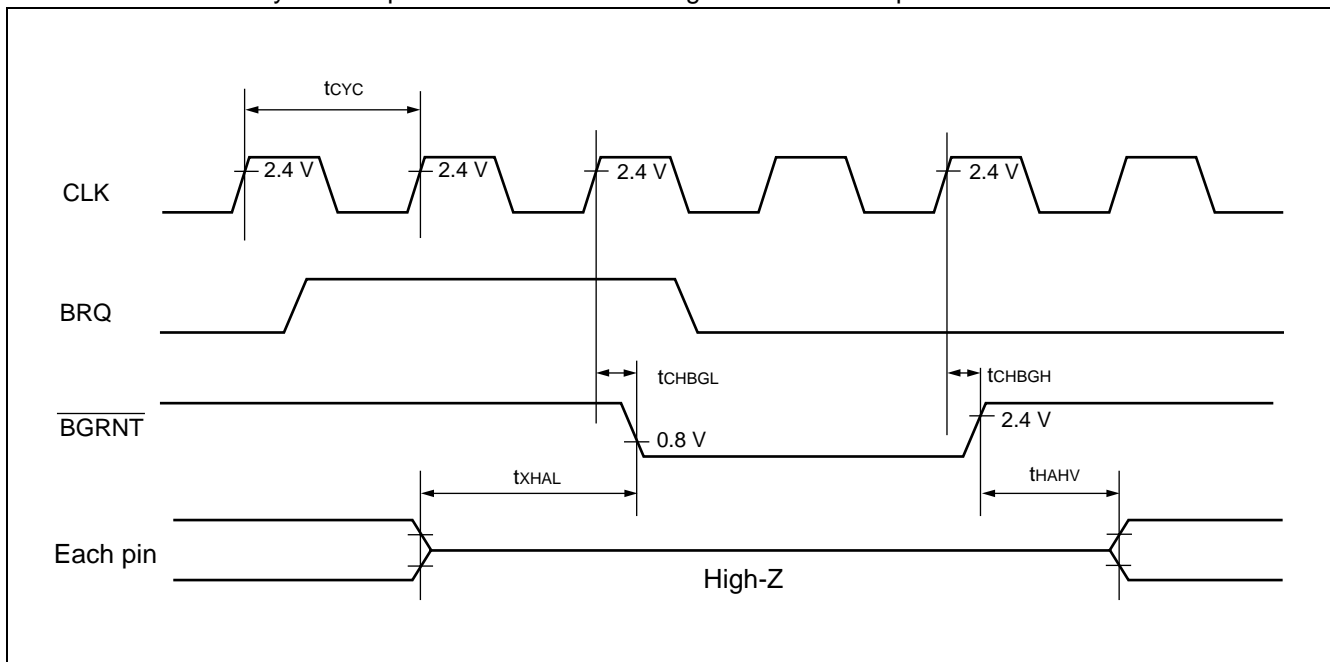 tCYC
2.4 V 2.4 V 2.4 V 2.4 V
CLK
BRQ
tCHBGL tCHBGH
BGRNT
0.8 V 2.4 V
tXHAL tHAHV
Each pin
High-Z